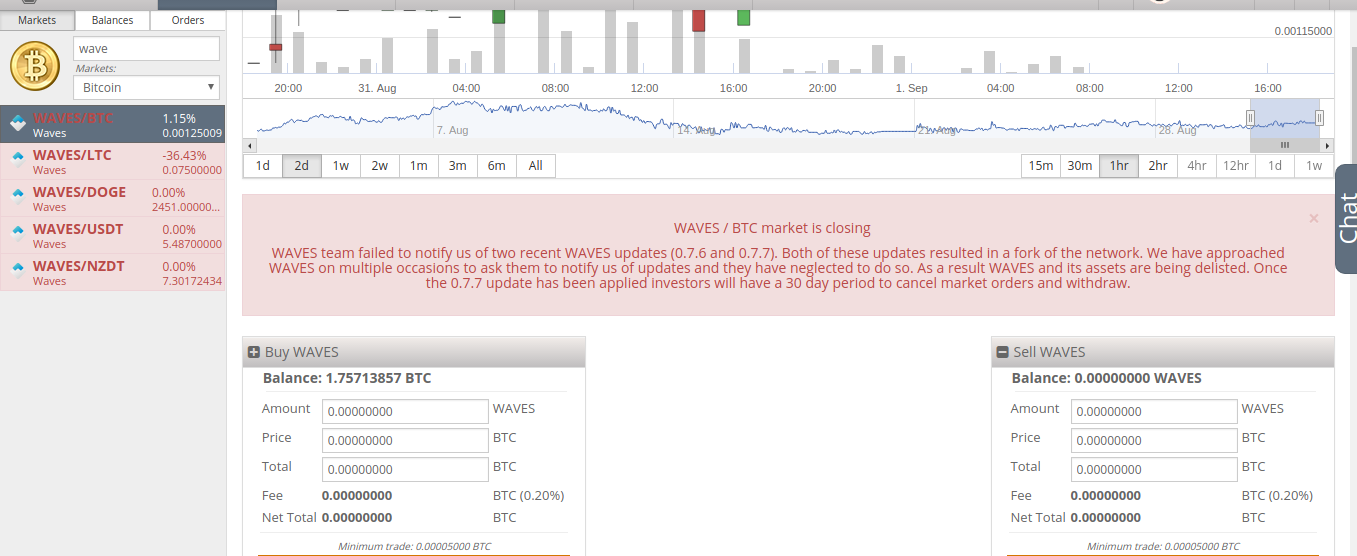 Markets Balances Orders
wave
Markets:
Bitcoin
WAVES/BTC 1.15%
Waves 0.00125009
WAVES/LTC -36.43%
Waves 0.07500000
WAVES/DOGE 0.00%
Waves 2451.00000...
WAVES/USDT 0.00%
Waves 5.48700000
WAVES/NZDT 0.00%
Waves 7.30172434
0.00115000
20:00 31. Aug 04:00 08:00 12:00 16:00 20:00 1. Sep 04:00 08:00 12:00 16:00
7. Aug 14. Aug 21. Aug 28. Aug
1d 2d 1w 2w 1m 3m 6m All 15m 30m 1hr 2hr 4hr 12hr 1d 1w
Chat
×
WAVES / BTC market is closing
WAVES team failed to notify us of two recent WAVES updates (0.7.6 and 0.7.7). Both of these updates resulted in a fork of the network. We have approached
WAVES on multiple occasions to ask them to notify us of updates and they have neglected to do so. As a result WAVES and its assets are being delisted. Once
the 0.7.7 update has been applied investors will have a 30 day period to cancel market orders and withdraw.
Buy WAVES
Balance: 1.75713857 BTC
Amount 0.00000000 WAVES
Price 0.00000000 BTC
Total 0.00000000 BTC
Fee 0.00000000 BTC (0.20%)
Net Total 0.00000000 BTC
Minimum trade: 0.00005000 BTC
Sell WAVES
Balance: 0.00000000 WAVES
Amount 0.00000000 WAVES
Price 0.00000000 BTC
Total 0.00000000 BTC
Fee 0.00000000 BTC (0.20%)
Net Total 0.00000000 BTC
Minimum trade: 0.00005000 BTC